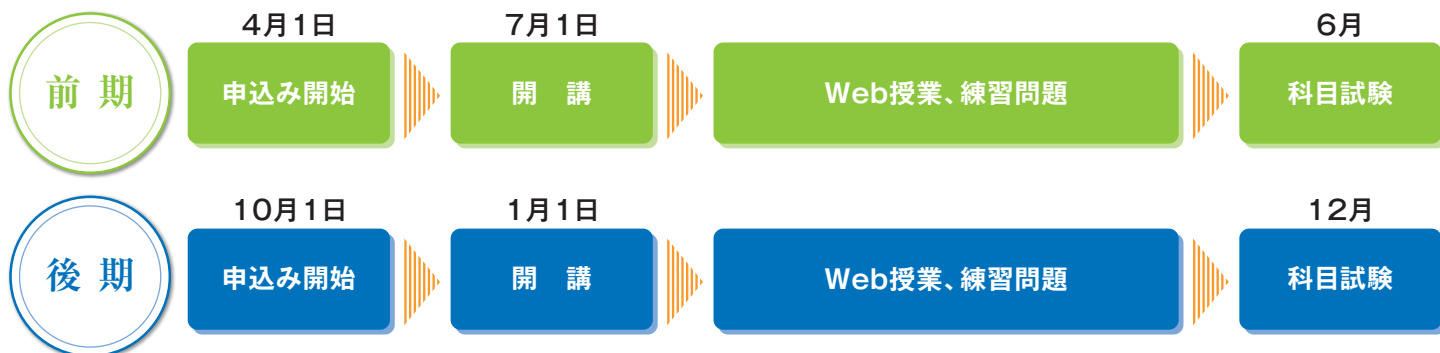 前期
4月1日
申込み開始
7月1日
開 講
Web授業、練習問題
6月
科目試験
後期
10月1日
申込み開始
1月1日
開 講
Web授業、練習問題
12月
科目試験